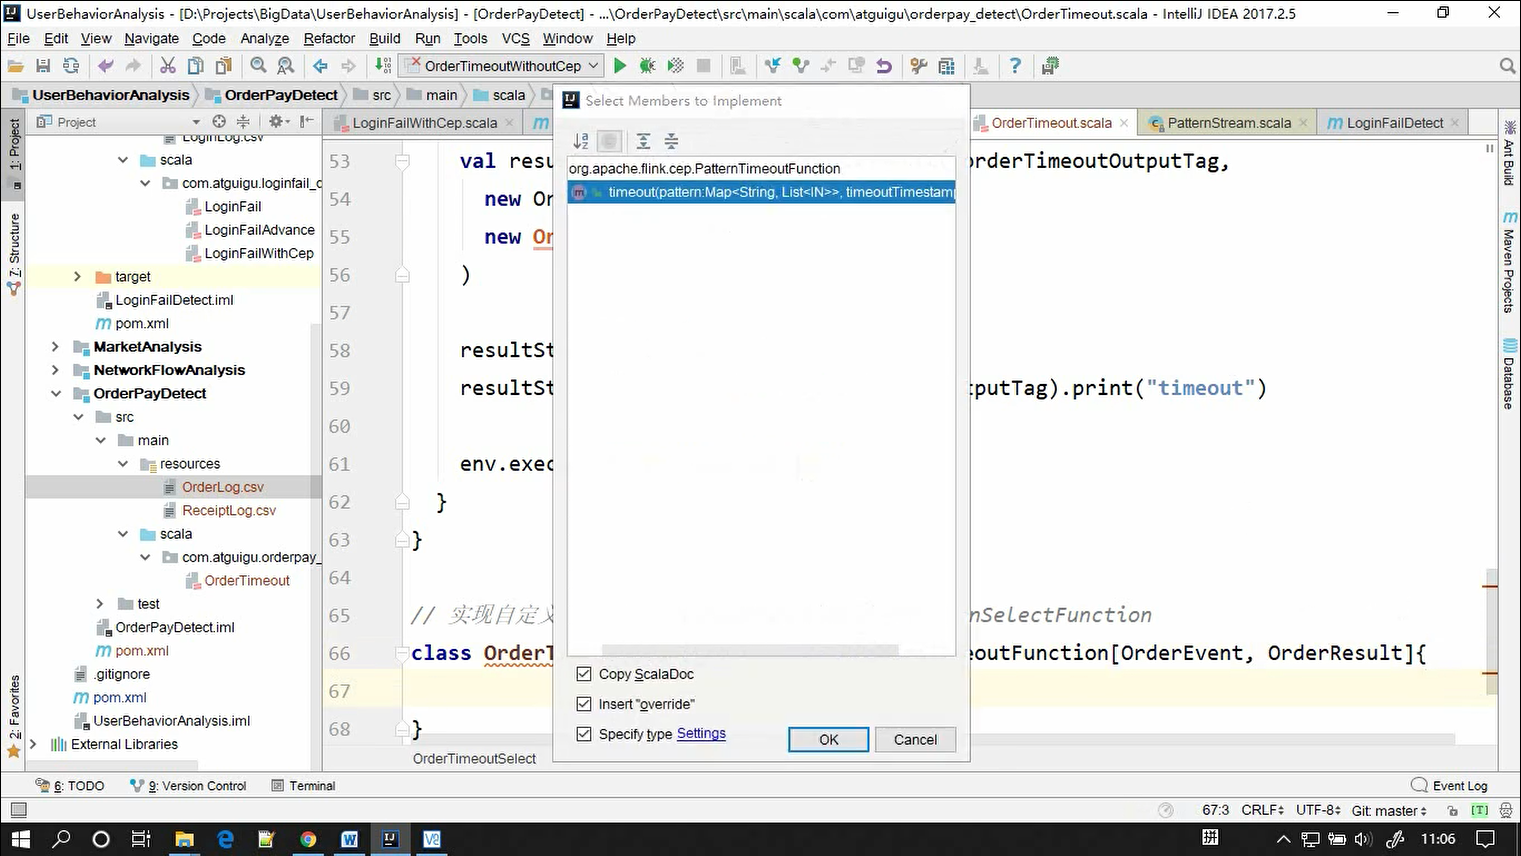 UserBehaviorAnalysis - [D:\Projects\BigData\UserBehaviorAnalysis] - [OrderPayDetect] - ...\OrderPayDetect\src\main\scala\com\atguigu\orderpay_detect\OrderTimeout.scala - IntelliJ IDEA 2017.2.5
File Edit View Navigate Code Analyze Refactor Build Run Tools VCS Window Help
OrderTimeoutWithoutCep
UserBehaviorAnalysis OrderPayDetect src main scala
Select Members to Implement
Project
LoginFailWithCep.scala
OrderTimeout.scala
PatternStream.scala
LoginFailDetect
1: Project
7: Structure
2: Favorites
Ant Build
Maven Projects
Database
LoginLog.csv
scala
com.atguigu.loginfail_d
LoginFail
LoginFailAdvance
LoginFailWithCep
target
LoginFailDetect.iml
pom.xml
MarketAnalysis
NetworkFlowAnalysis
OrderPayDetect
src
main
resources
OrderLog.csv
ReceiptLog.csv
scala
com.atguigu.orderpay_
OrderTimeout
test
OrderPayDetect.iml
pom.xml
.gitignore
pom.xml
UserBehaviorAnalysis.iml
External Libraries
53 val resu orderTimeoutOutputTag,
54 new Or
55 new Or
56 )
57
58 resultSt
59 resultSt putTag).print("timeout")
60
61 env.exec
62 }
63 }
64
65 // 实现自定义 nSelectFunction
66 class OrderT eoutFunction[OrderEvent, OrderResult]{
67
68 }
OrderTimeoutSelect
org.apache.flink.cep.PatternTimeoutFunction
timeout(pattern:Map<String, List<IN>>, timeoutTimestamp
Copy ScalaDoc
Insert "override"
Specify type Settings
OK Cancel
6: TODO 9: Version Control Terminal Event Log
67:3 CRLF UTF-8 Git: master [T]
拼 11:06